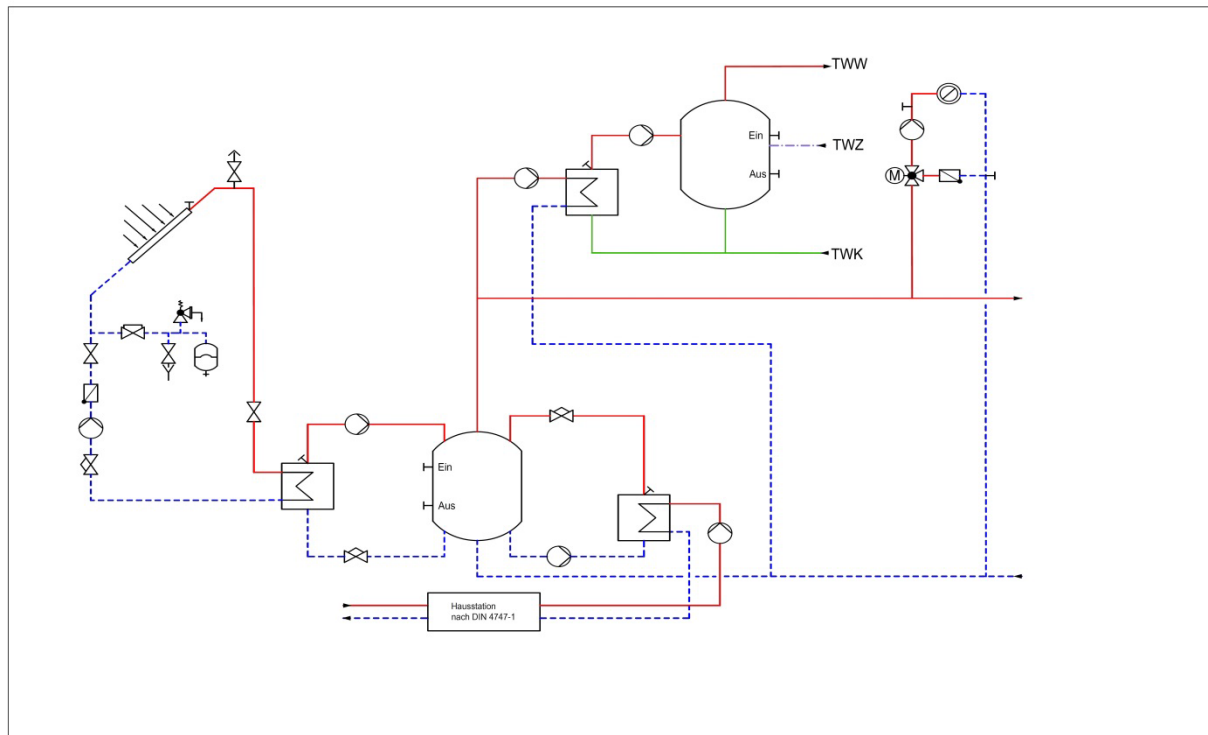 TWW
Ein
TWZ
Aus
M
TWK
Ein
Aus
Hausstation
nach DIN 4747-1